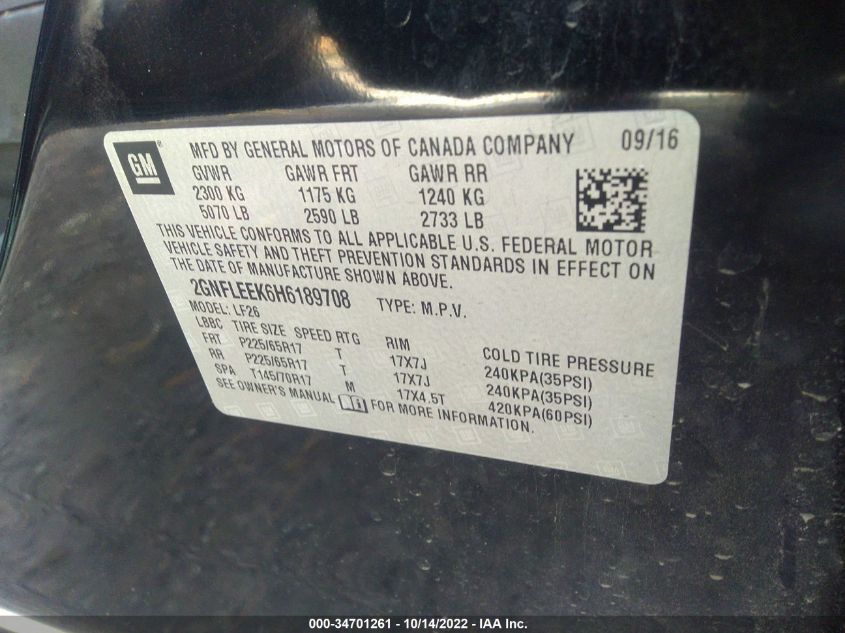 GM
MFD BY GENERAL MOTORS OF CANADA COMPANY 09/16
GVWR GAWR FRT GAWR RR
2300 KG 1175 KG 1240 KG
5070 LB 2590 LB 2733 LB
THIS VEHICLE CONFORMS TO ALL APPLICABLE U.S. FEDERAL MOTOR
VEHICLE SAFETY AND THEFT PREVENTION STANDARDS IN EFFECT ON
THE DATE OF MANUFACTURE SHOWN ABOVE.
2GNFLEEK6H6189708 TYPE: M.P.V.
MODEL: LF26
LBBC TIRE SIZE SPEED RTG RIM COLD TIRE PRESSURE
FRT P225/65R17 T 17X7J 240KPA(35PSI)
RR P225/65R17 T 17X7J 240KPA(35PSI)
SPA T145/70R17 M 17X4.5T 420KPA(60PSI)
SEE OWNER'S MANUAL FOR MORE INFORMATION.
000-34701261 - 10/14/2022 - IAA Inc.